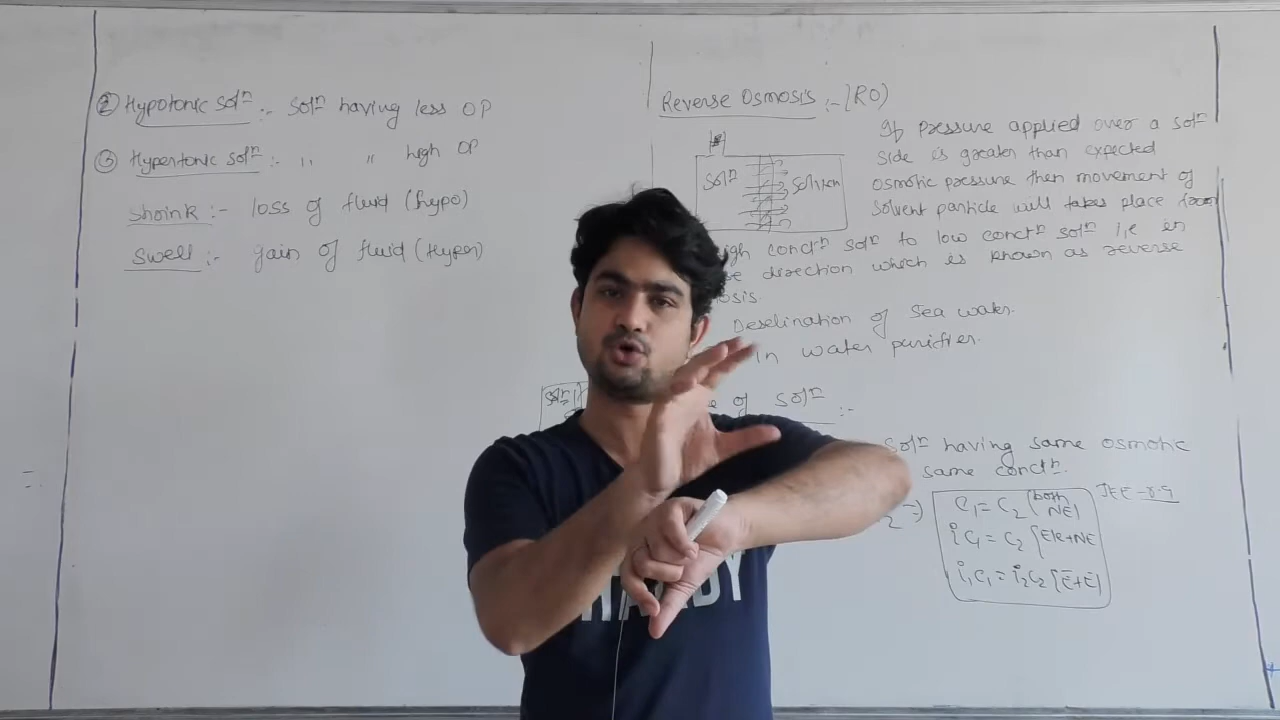 ② Hypotonic solⁿ :- solⁿ having less OP
③ Hypertonic solⁿ :- ,, ,, high OP
shrink :- loss of fluid (hypo)
swell :- gain of fluid (Hyper)
Reverse Osmosis :- (RO)
solⁿ solven
If pressure applied over a solⁿ
side is greater than expected
osmotic pressure then movement of
solvent particle will takes place from
igh concⁿ solⁿ to low concⁿ solⁿ i.e in
se direction which is known as reverse
osis.
Deselination of sea water.
In water purifier.
solⁿ
e of solⁿ :-
solⁿ having same osmotic
same concⁿ.
C₁ = C₂ (both NE)
JEE
iC₁ = C₂ [Ele+NE
i₁C₁ = i₂C₂ [E+E]